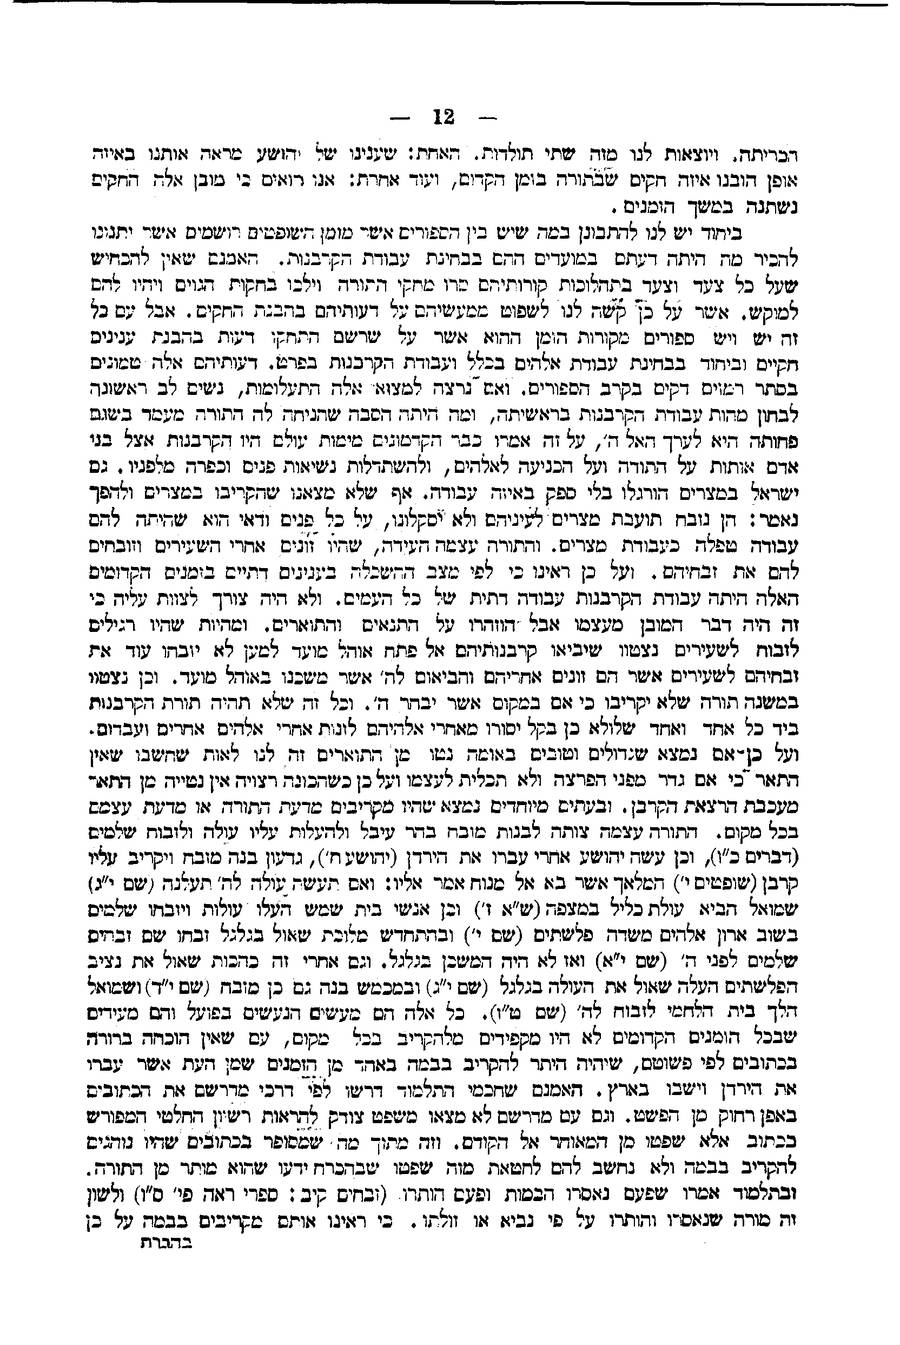 — 12 —
הכריתה. ויוצאות לנו מזה שתי תולדות. האחת: שענינו של יהושע מראה אותנו באיזה
אופן הובנו איזה חקים שבתורה בזמן הקדום, ועוד אחרת: אנו רואים כי מובן אלה החקים
נשתנה במשך הזמנים.
ביחוד יש לנו להתבונן במה שיש בין הספורים אשר מזמן השופטים רושמים אשר יתנונו
להכיר מה היתה דעתם במועדים ההם בבחינת עבודת הקרבנות. האמנם שאין להכחיש
שעל כל צעד וצעד בתהלוכות קורותיהם סרו מחקי התורה וילכו בחקות הגוים ויהיו להם
למוקש. אשר על כן קשה לנו לשפוט ממעשיהם על דעותיהם בהבנת החקים. אבל עם כל
זה יש ויש ספורים מקורות הזמן ההוא אשר על שרשם התחקו דעות בהבנת ענינים
חקיים וביחוד בבחינת עבודת אלהים בכלל ועבודת הקרבנות בפרט. דעותיהם אלה טמונים
בסתר רמזים דקים בקרב הספורים. ואם נרצה למצוא אלה התעלומות, נשים לב ראשונה
לבחון מהות עבודת הקרבנות בראשיתה, ומה היתה הסבה שהניחה לה התורה מעמד בשגם
פחותה היא לערך האל ה', על זה אמרו כבר הקדמונים מימות עולם היו הקרבנות אצל בני
אדם אותות על התודה ועל הכניעה לאלהים, ולהשתדלות נשיאות פנים וכפרה מלפניו. גם
ישראל במצרים הורגלו בלי ספק באיזה עבודה. אף שלא מצאנו שהקריבו במצרים ולהפך
נאמר: הן נזבח תועבת מצרים לעיניהם ולא יסקלונו, על כל פנים ודאי הוא שהיתה להם
עבודה טפלה כעבודת מצרים. והתורה עצמה העידה, שהיו זונים אחרי השעירים וזובחים
להם את זבחיהם. ועל כן ראינו כי לפי מצב ההשכלה בענינים דתיים בזמנים הקדומים
האלה היתה עבודת הקרבנות עבודה דתית של כל העמים. ולא היה צורך לצוות עליה כי
זה היה דבר המובן מעצמו אבל הוזהרו על התנאים והתוארים. ומהיות שהיו רגילים
לזבוח לשעירים נצטוו שיביאו קרבנותיהם אל פתח אוהל מועד למען לא יזבחו עוד את
זבחיהם לשעירים אשר הם זונים אחריהם והביאום לה' אשר משכנו באוהל מועד. וכן נצטוו
במשנה תורה שלא יקריבו כי אם במקום אשר יבחר ה'. וכל זה שלא תהיה תורת הקרבנות
ביד כל אחד ואחד שלולא כן בקל יסורו מאחרי אלהיהם לזנות אחרי אלהים אחרים ועבדום.
ועל כן אם נמצא שגדולים וטובים באומה נטו מן התוארים זה לנו לאות שחשבו שאין
התאר כי אם גדר מפני הפרצה ולא תכלית לעצמו ועל כן כשהכונה רצויה אין נטייה מן התאר
מעכבת הרצאת הקרבן. ובעתים מיוחדים נמצא שהיו מקריבים מדעת התורה או מדעת עצמם
בכל מקום. התורה עצמה צותה לבנות מזבח בהר עיבל ולהעלות עליו עולה ולזבוח שלמים
(דברים כ"ו), וכן עשה יהושע אחרי עברו את הירדן (יהושע ח'), גדעון בנה מזבח ויקריב עליו
קרבן (שופטים י') המלאך אשר בא אל מנוח אמר אליו: ואם תעשה עולה לה' תעלנה (שם י"ג)
שמואל הביא עולת כליל במצפה (ש"א ז') וכן אנשי בית שמש העלו עולות ויזבחו שלמים
בשוב ארון אלהים משדה פלשתים (שם י') ובהתחדש מלוכת שאול בגלגל זבחו שם זבחים
שלמים לפני ה' (שם י"א) ואז לא היה המשכן בגלגל. וגם אחרי זה כהכות שאול את נציב
הפלשתים העלה שאול את העולה בגלגל (שם י"ג) ובמכמש בנה גם כן מזבח (שם י"ד) ושמואל
הלך בית הלחמי לזבוח לה' (שם ט"ז). כל אלה הם מעשים הנעשים בפועל והם מעידים
שבכל הזמנים הקדומים לא היו מקפידים מלהקריב בכל מקום, עם שאין הוכחה ברורה
בכתובים לפי פשוטם, שיהיה היתר להקריב בבמה באחד מן הזמנים שמן העת אשר עברו
את הירדן וישבו בארץ. האמנם שחכמי התלמוד דרשו לפי דרכי מדרשם את הכתובים
באפן רחוק מן הפשט. וגם עם מדרשם לא מצאו משפט צודק להראות רשיון החלטי המפורש
בכתוב אלא שפטו מן המאוחר אל הקודם. וזה מתוך מה שמסופר בכתובים שהיו נוהגים
להקריב בבמה ולא נחשב להם לחטאת מזה שפטו שבהכרח ידעו שהוא מותר מן התורה.
ובתלמוד אמרו שפעם נאסרו הבמות ופעם הותרו (זבחים קיב: ספרי ראה פי' ס"ו) ולשון
זה מורה שנאסרו והותרו על פי נביא או זולתו. כי ראינו אותם מקריבים בבמה על כן
בהברת